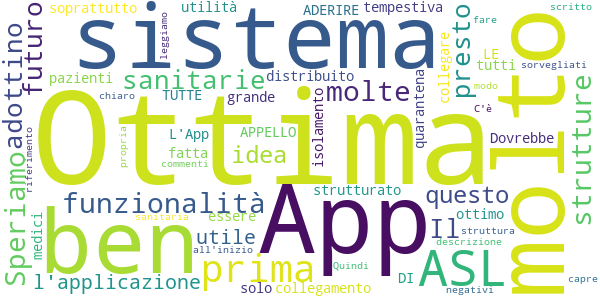 soprattutto
utilità
ADERIRE
tempestiva
scritto
fare
futuro
sistema
leggiamo
presto
collegare
LE
tutti
sorvegliati
modo
C'è
pazienti
sanitarie
distribuito
molte
adottino
chiaro
TUTTE
grande
isolamento
quarantena
Ottima
molto
Dovrebbe
L'App
APPELLO
propria
fatta
idea
commenti
riferimento
Speriamo
strutture
App
funzionalità
strutturato
questo
essere
ottimo
Il
struttura
medici
ben
sanitaria
utile
all'inizio
descrizione
prima
Quindi
DI
ASL
capre
l'applicazione
solo
collegamento
negativi